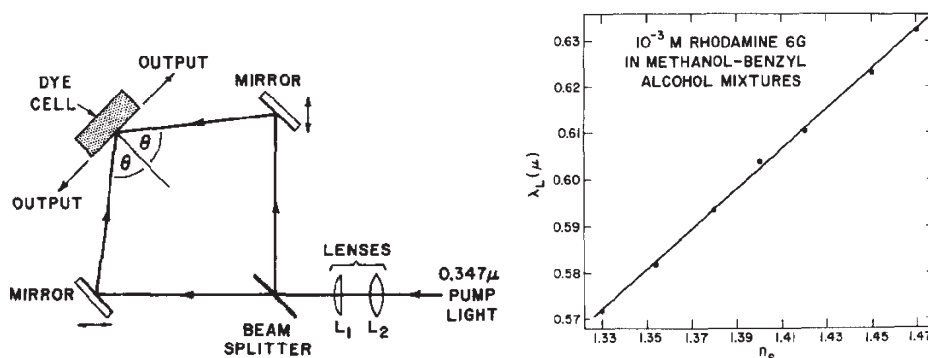 OUTPUT
DYE
CELL
MIRROR
θ
θ
OUTPUT
LENSES
MIRROR
0.347μ
PUMP
LIGHT
BEAM
SPLITTER
L₁
L₂
10⁻³ M RHODAMINE 6G
IN METHANOL-BENZYL
ALCOHOL MIXTURES
λL(μ)
0.63
0.62
0.61
0.60
0.59
0.58
0.57
1.33
1.35
1.37
1.39
1.41
1.43
1.45
1.47